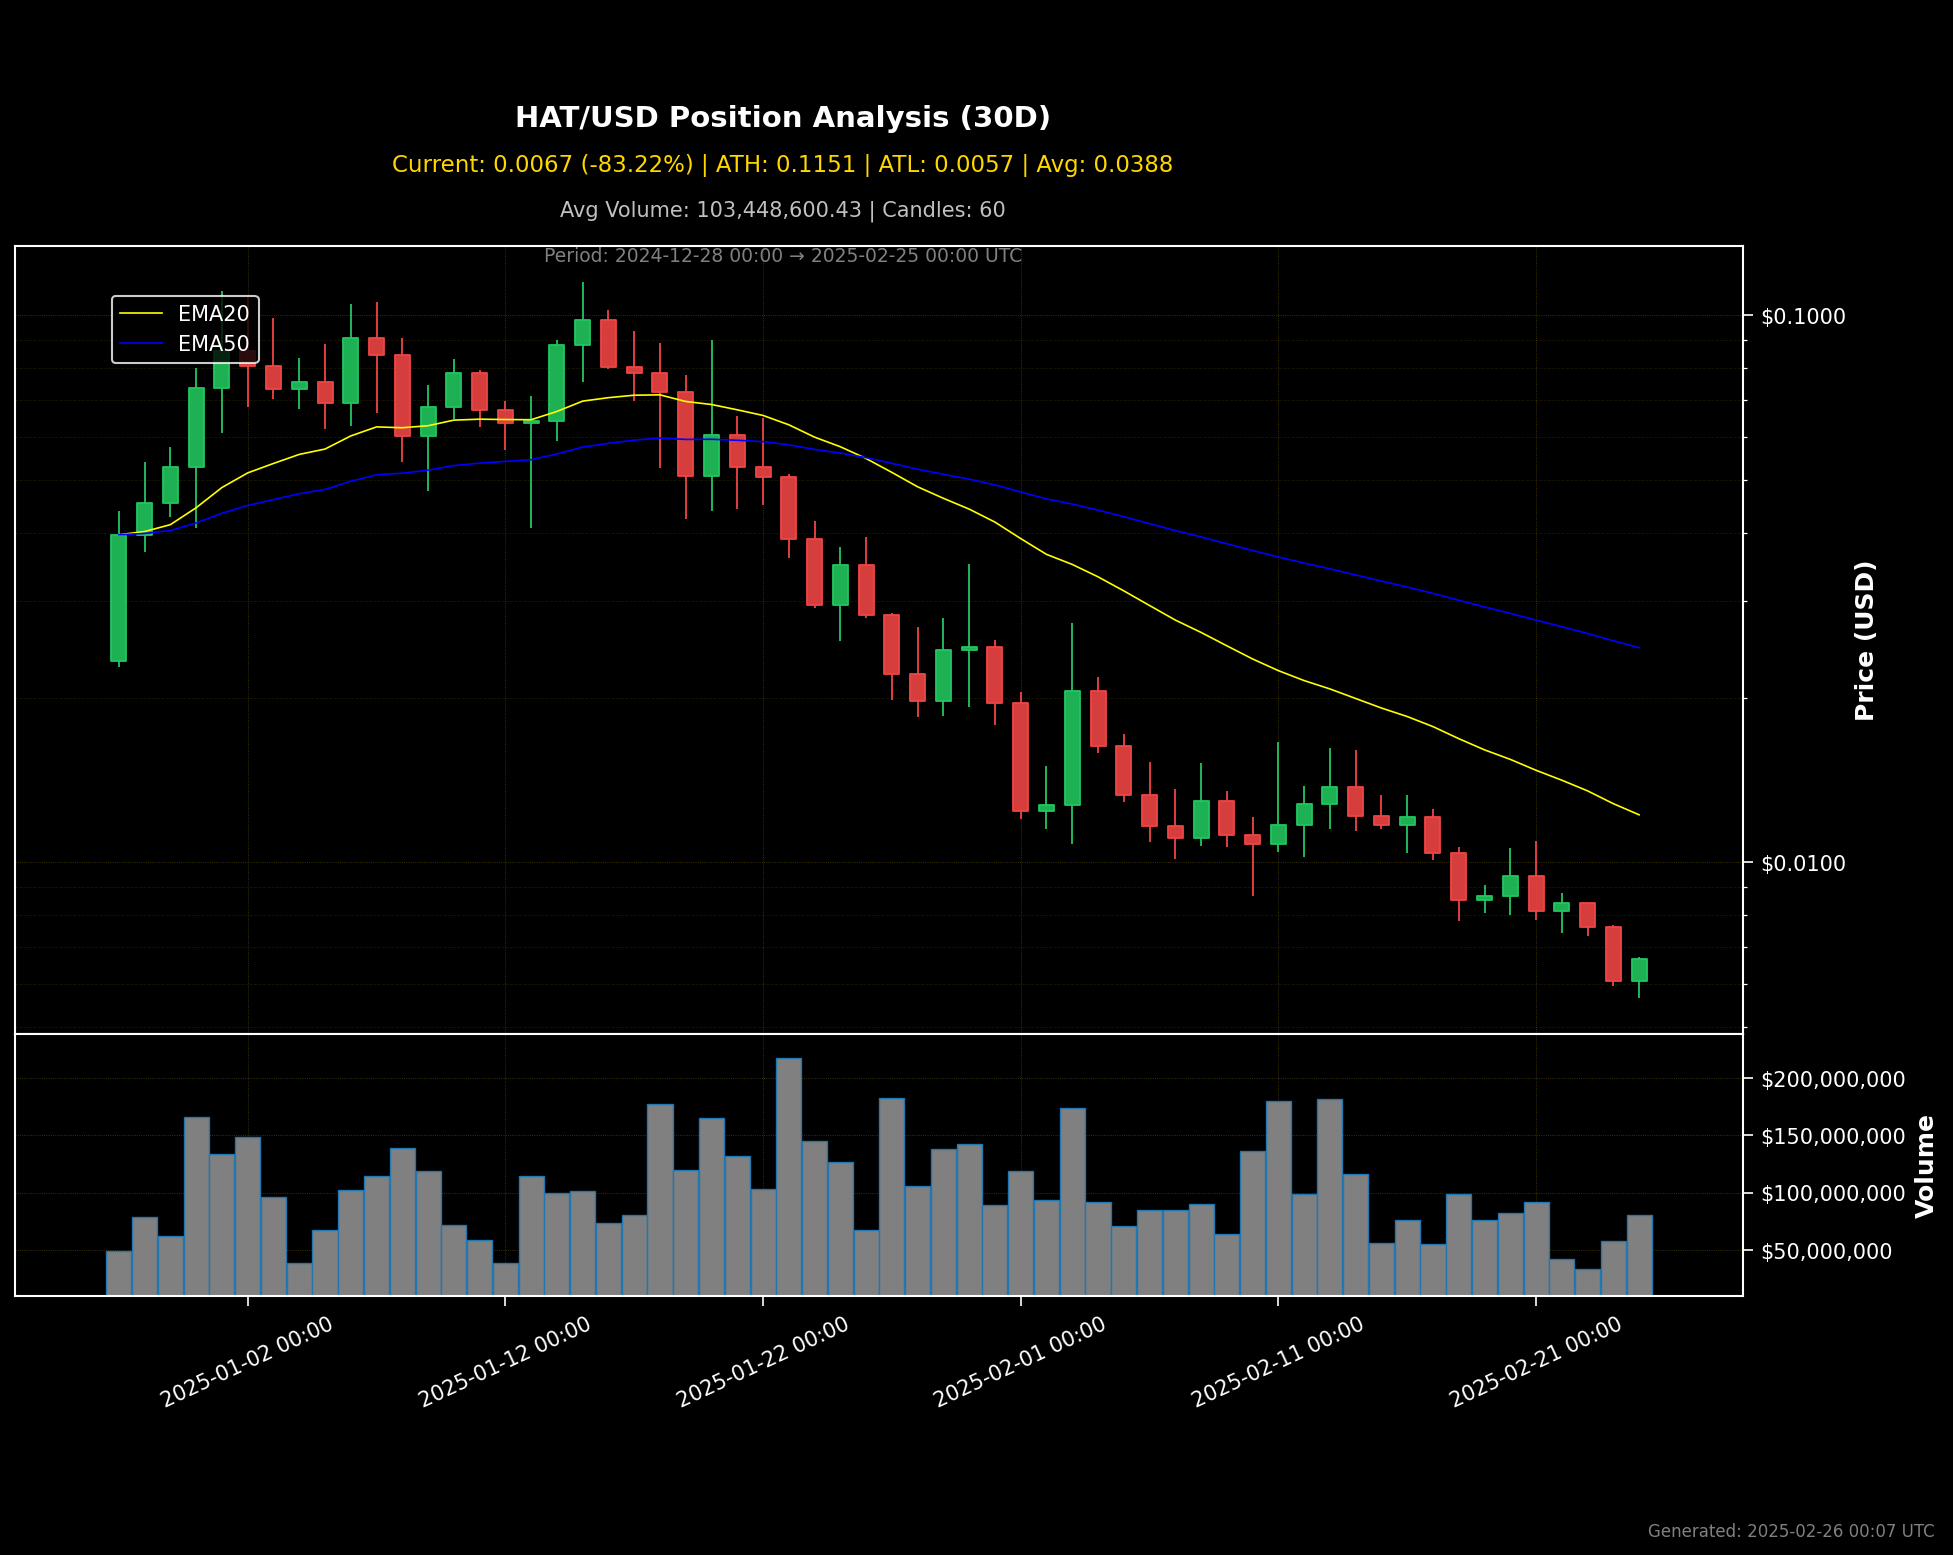 HAT/USD Position Analysis (30D)
Current: 0.0067 (-83.22%) | ATH: 0.1151 | ATL: 0.0057 | Avg: 0.0388
Avg Volume: 103,448,600.43 | Candles: 60
Period: 2024-12-28 00:00 → 2025-02-25 00:00 UTC
EMA20
EMA50
$0.1000
$0.0100
Price (USD)
$200,000,000
$150,000,000
$100,000,000
$50,000,000
Volume
2025-01-02 00:00
2025-01-12 00:00
2025-01-22 00:00
2025-02-01 00:00
2025-02-11 00:00
2025-02-21 00:00
Generated: 2025-02-26 00:07 UTC